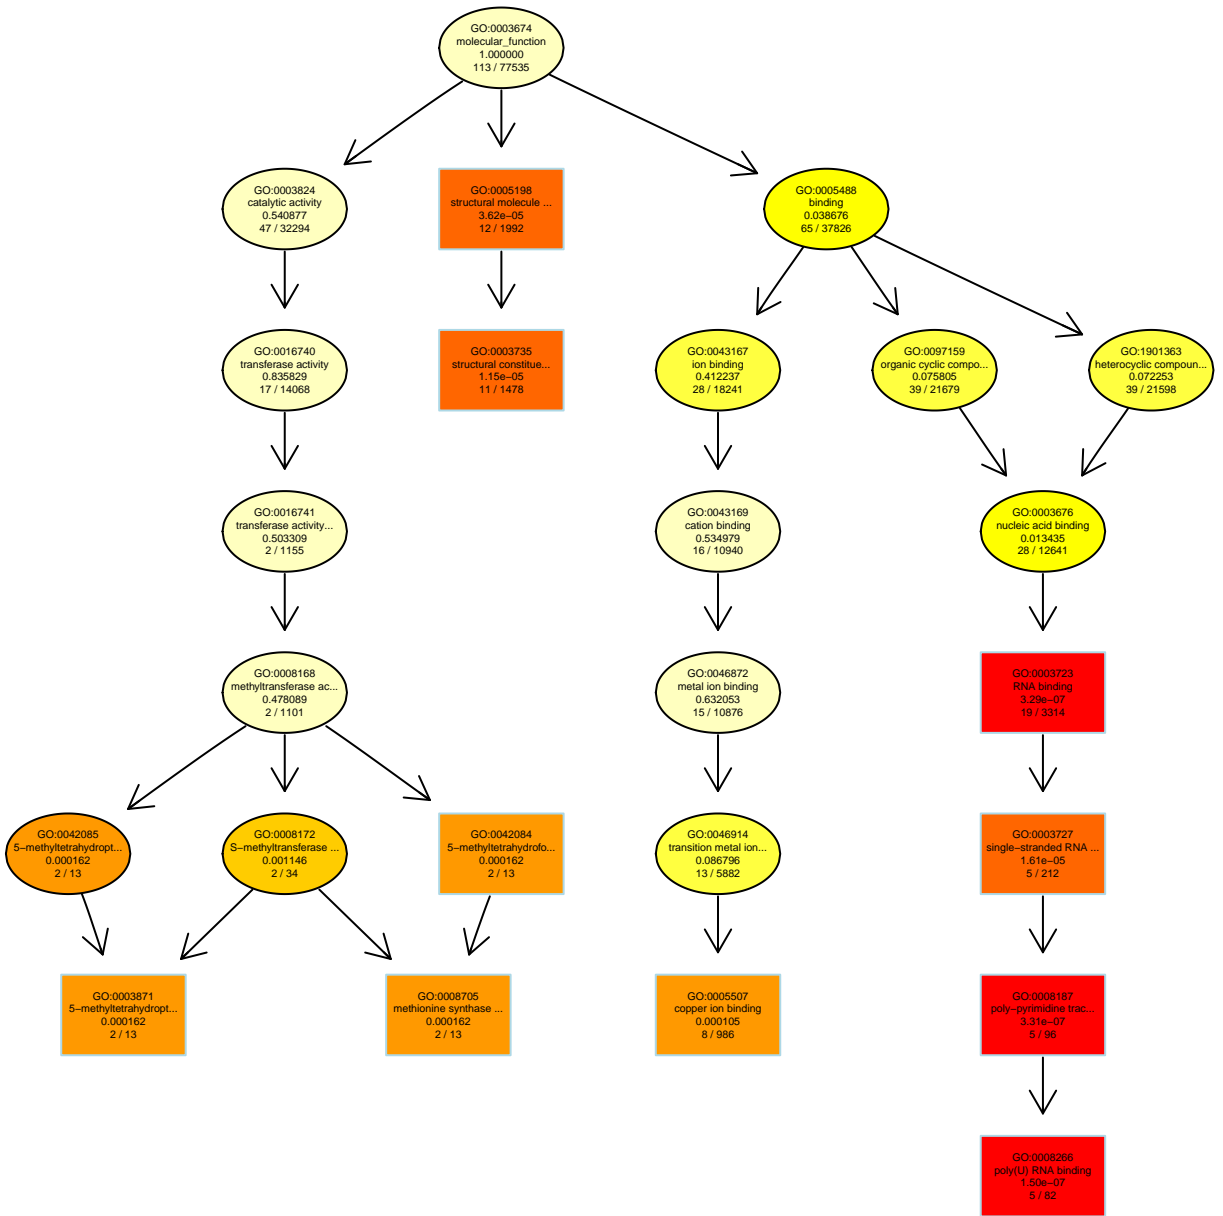 GO:0003674
molecular_function
1.000000
113 / 77535
GO:0003824
catalytic activity
0.540877
47 / 32294
GO:0005198
structural molecule ...
3.62e−05
12 / 1992
GO:0005488
binding
0.038676
65 / 37826
GO:0016740
transferase activity
0.835829
17 / 14068
GO:0003735
structural constitue...
1.15e−05
11 / 1478
GO:0043167
ion binding
0.412237
28 / 18241
GO:0097159
organic cyclic compo...
0.075805
39 / 21679
GO:1901363
heterocyclic compoun...
0.072253
39 / 21598
GO:0016741
transferase activity...
0.503309
2 / 1155
GO:0043169
cation binding
0.534979
16 / 10940
GO:0003676
nucleic acid binding
0.013435
28 / 12641
GO:0008168
methyltransferase ac...
0.478089
2 / 1101
GO:0046872
metal ion binding
0.632053
15 / 10876
GO:0003723
RNA binding
3.29e−07
19 / 3314
GO:0042085
5−methyltetrahydropt...
0.000162
2 / 13
GO:0008172
S−methyltransferase ...
0.001146
2 / 34
GO:0042084
5−methyltetrahydrofo...
0.000162
2 / 13
GO:0046914
transition metal ion...
0.086796
13 / 5882
GO:0003727
single−stranded RNA ...
1.61e−05
5 / 212
GO:0003871
5−methyltetrahydropt...
0.000162
2 / 13
GO:0008705
methionine synthase ...
0.000162
2 / 13
GO:0005507
copper ion binding
0.000105
8 / 986
GO:0008187
poly−pyrimidine trac...
3.31e−07
5 / 96
GO:0008266
poly(U) RNA binding
1.50e−07
5 / 82